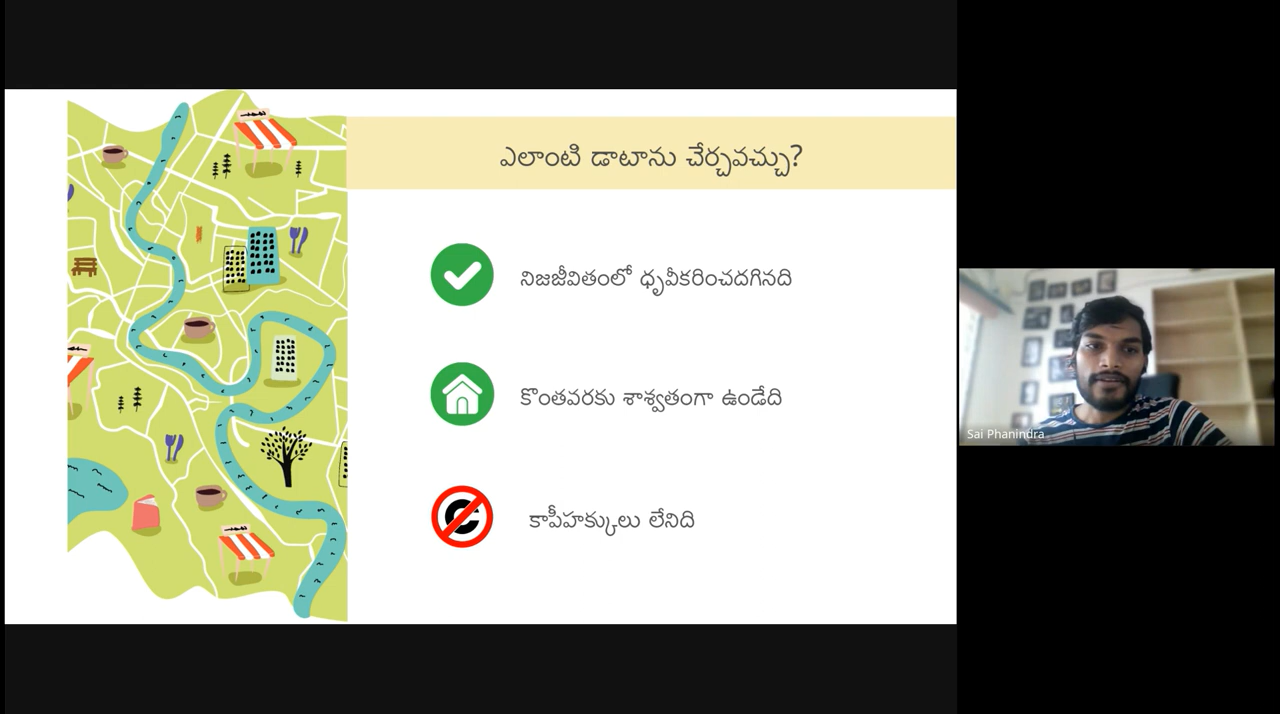 ఎలాంటి డాటాను చేర్చవచ్చు?
నిజజీవితంలో ధృవీకరించదగినది
కొంతవరకు శాశ్వతంగా ఉండేది
కాపీహక్కులు లేనిది
Sai Phanindra